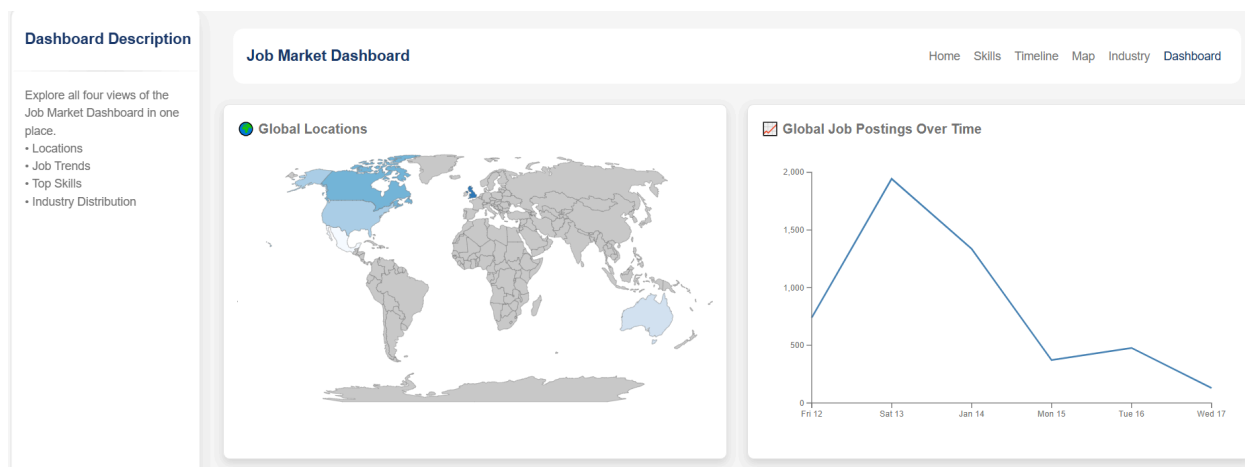 Dashboard Description
Explore all four views of the
Job Market Dashboard in one
place.
• Locations
• Job Trends
• Top Skills
• Industry Distribution
Job Market Dashboard
Home Skills Timeline Map Industry Dashboard
Global Locations
Global Job Postings Over Time
2,000
1,500
1,000
500
0
Fri 12 Sat 13 Jan 14 Mon 15 Tue 16 Wed 17